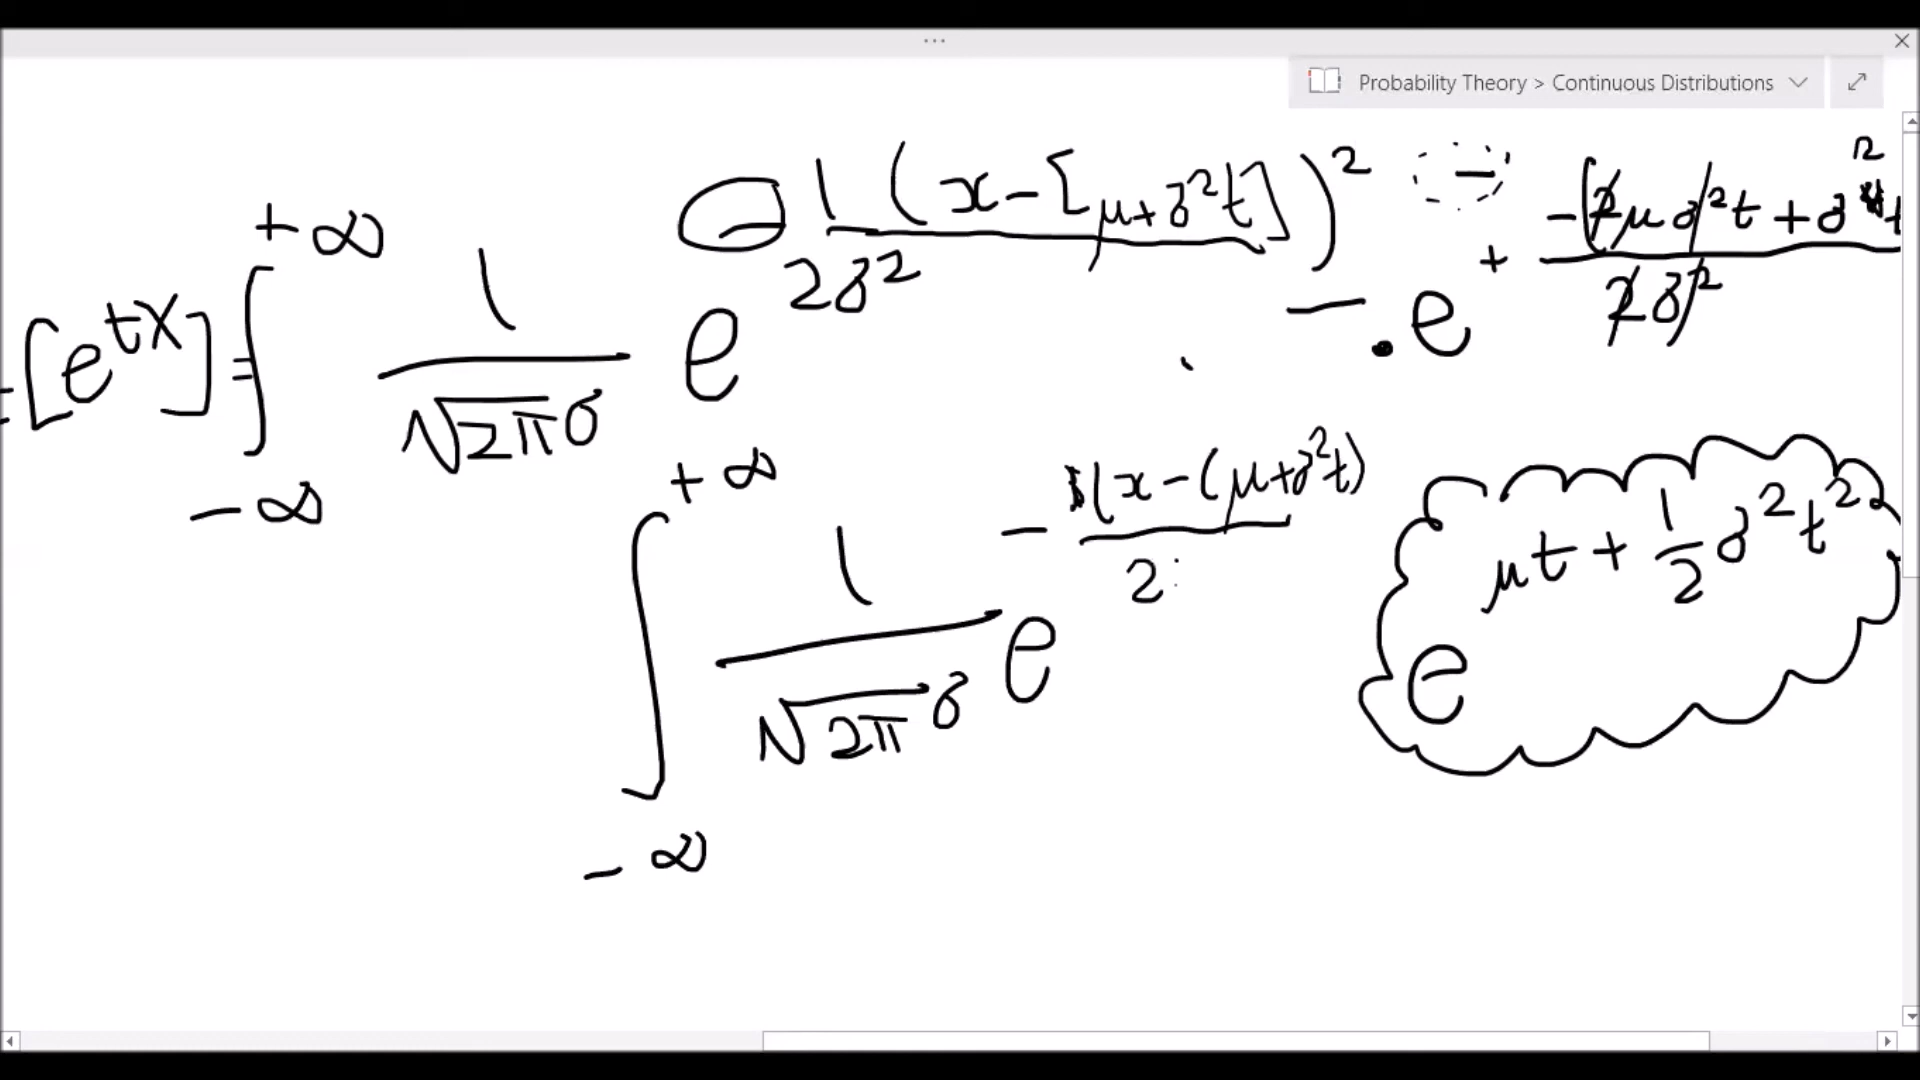 Probability Theory > Continuous Distributions
[e^{tX}] = ∫_{-∞}^{+∞} 1/(√2π σ) e^{-1/(2σ²) (x-[μ+σ²t])²} . e^{+ -(2μσ²t+σ⁴t / 2σ²}
∫_{-∞}^{+∞} 1/(√2π σ) e^{-(x-(μ+σ²t) / 2} e^{μt+1/2 σ²t²}